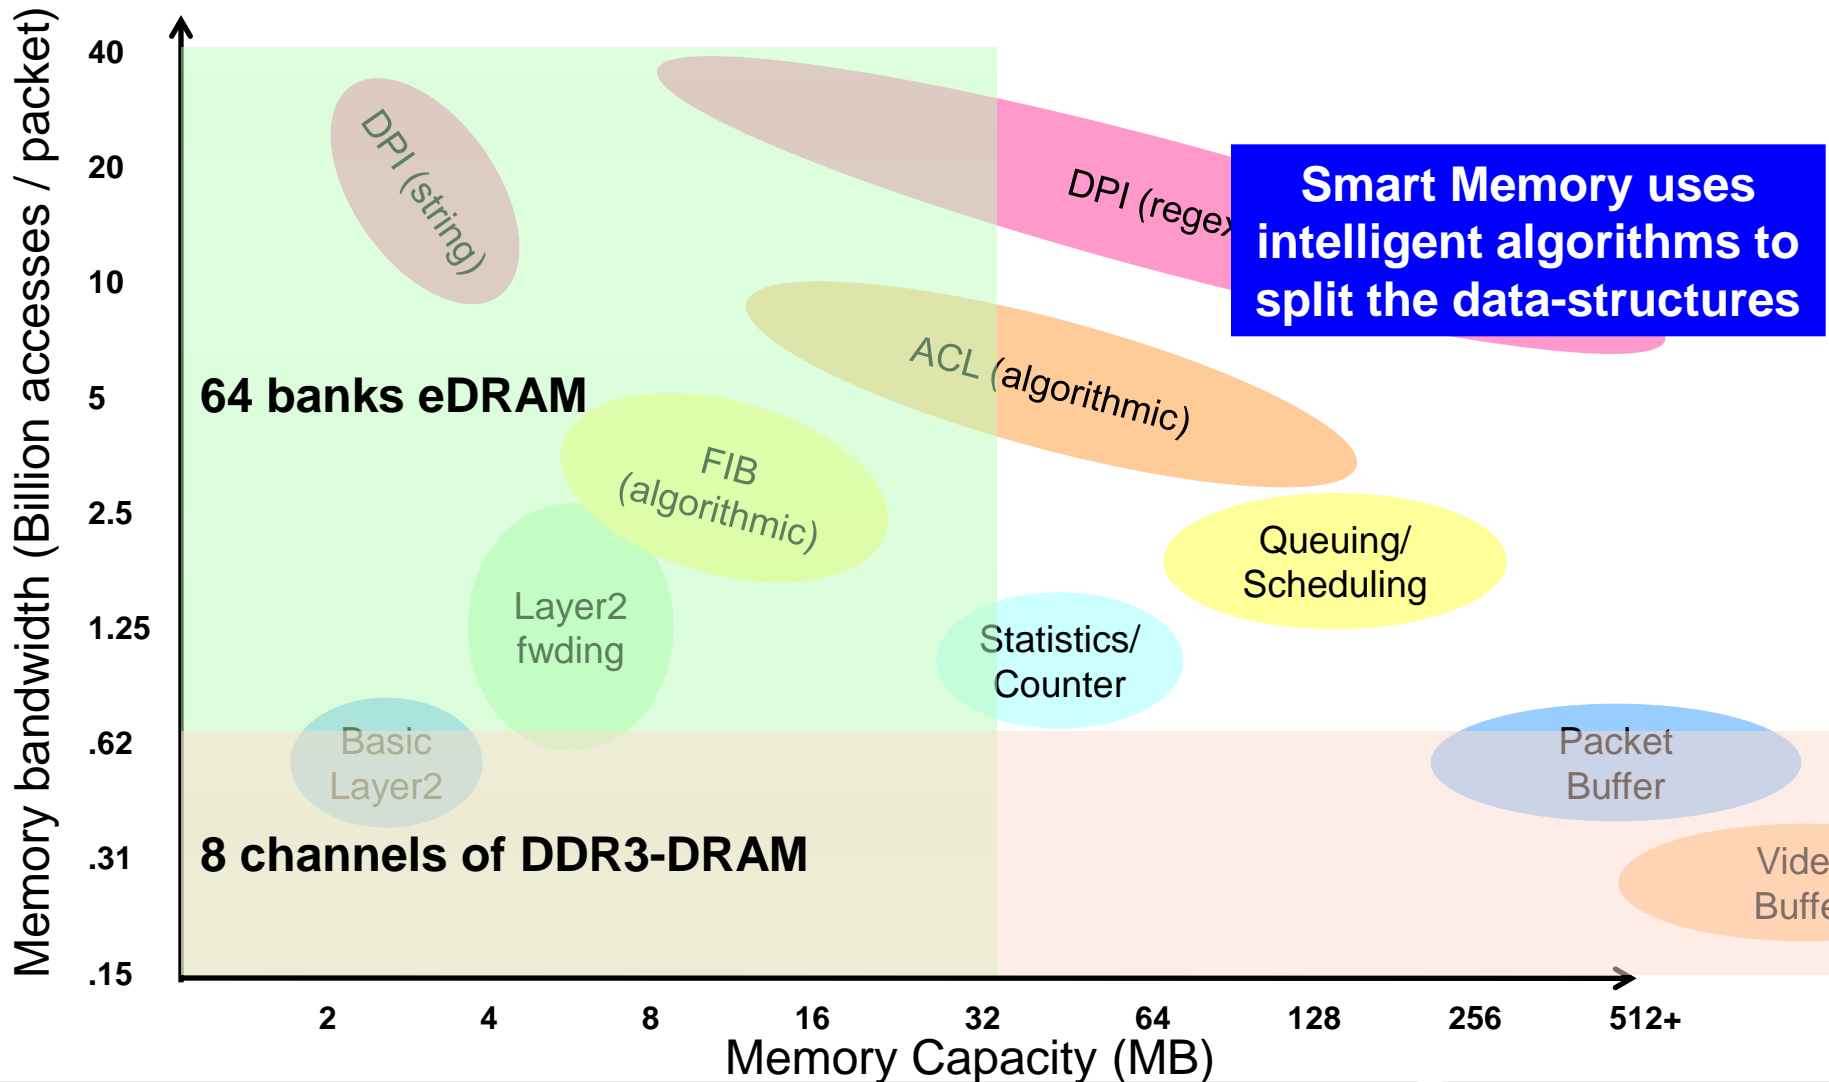 Memory bandwidth (Billion accesses / packet)
40
20
10
5
2.5
1.25
.62
.31
.15
DPI (string)
DPI (regex
Smart Memory uses
intelligent algorithms to
split the data-structures
ACL (algorithmic)
64 banks eDRAM
FIB
(algorithmic)
Queuing/
Scheduling
Layer2
fwding
Statistics/
Counter
Basic
Layer2
Packet
Buffer
8 channels of DDR3-DRAM
Vide
Buffe
2
4
8
16
32
64
128
256
512+
Memory Capacity (MB)